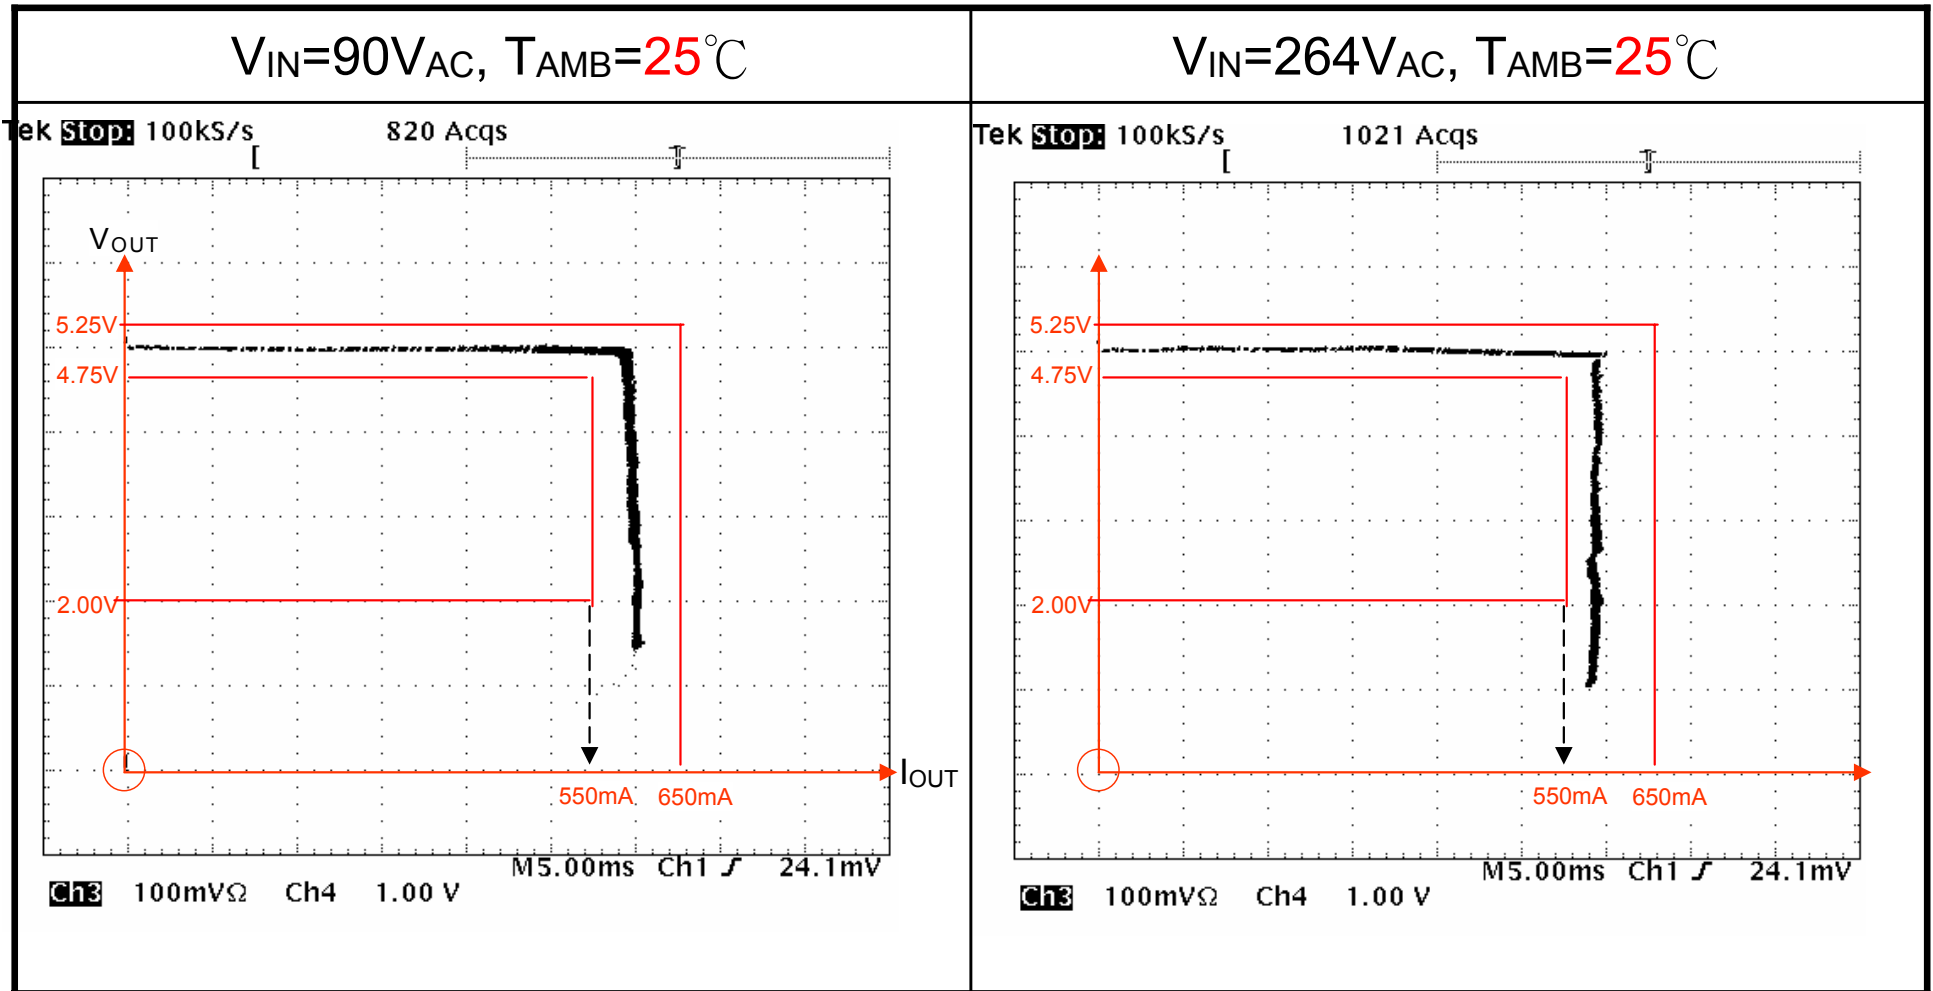 VIN=90VAC, TAMB=25℃
VIN=264VAC, TAMB=25℃
Tek Stop: 100kS/s 820 Acqs
[ T
VOUT
5.25V
4.75V
2.00V
IOUT
550mA 650mA
M5.00ms Ch1 ƒ 24.1mV
Ch3 100mVΩ Ch4 1.00 V
Tek Stop: 100kS/s 1021 Acqs
[ T
5.25V
4.75V
2.00V
550mA 650mA
M5.00ms Ch1 ƒ 24.1mV
Ch3 100mVΩ Ch4 1.00 V